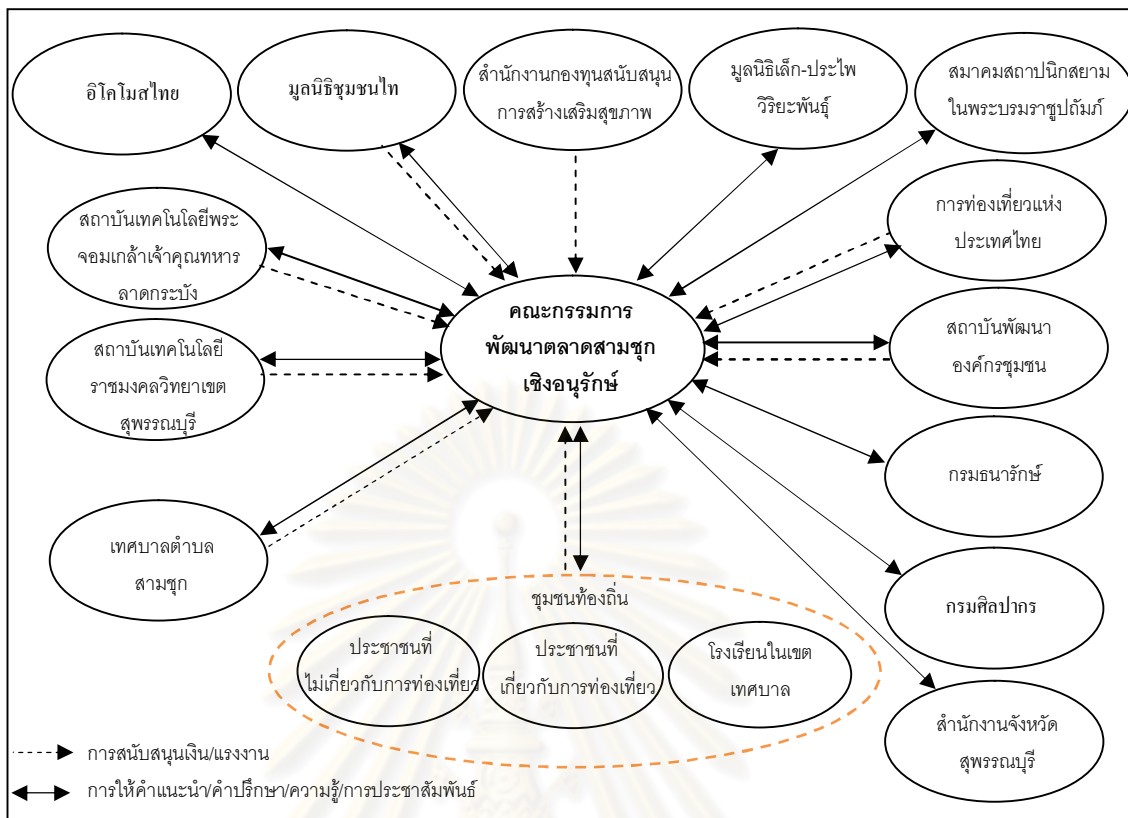 อิโคโมสไทย
มูลนิธิชุมชนไท
สำนักงานกองทุนสนับสนุน
การสร้างเสริมสุขภาพ
มูลนิธิเล็ก-ประไพ
วิริยะพันธุ์
สมาคมสถาปนิกสยาม
ในพระบรมราชูปถัมภ์
สถาบันเทคโนโลยีพระ
จอมเกล้าเจ้าคุณทหาร
ลาดกระบัง
การท่องเที่ยวแห่ง
ประเทศไทย
คณะกรรมการ
พัฒนาตลาดสามชุก
เชิงอนุรักษ์
สถาบันเทคโนโลยี
ราชมงคลวิทยาเขต
สุพรรณบุรี
สถาบันพัฒนา
องค์กรชุมชน
กรมธนารักษ์
เทศบาลตำบล
สามชุก
กรมศิลปากร
ชุมชนท้องถิ่น
ประชาชนที่
ไม่เกี่ยวกับการท่องเที่ยว
ประชาชนที่
เกี่ยวกับการท่องเที่ยว
โรงเรียนในเขต
เทศบาล
สำนักงานจังหวัด
สุพรรณบุรี
การสนับสนุนเงิน/แรงงาน
การให้คำแนะนำ/คำปรึกษา/ความรู้/การประชาสัมพันธ์